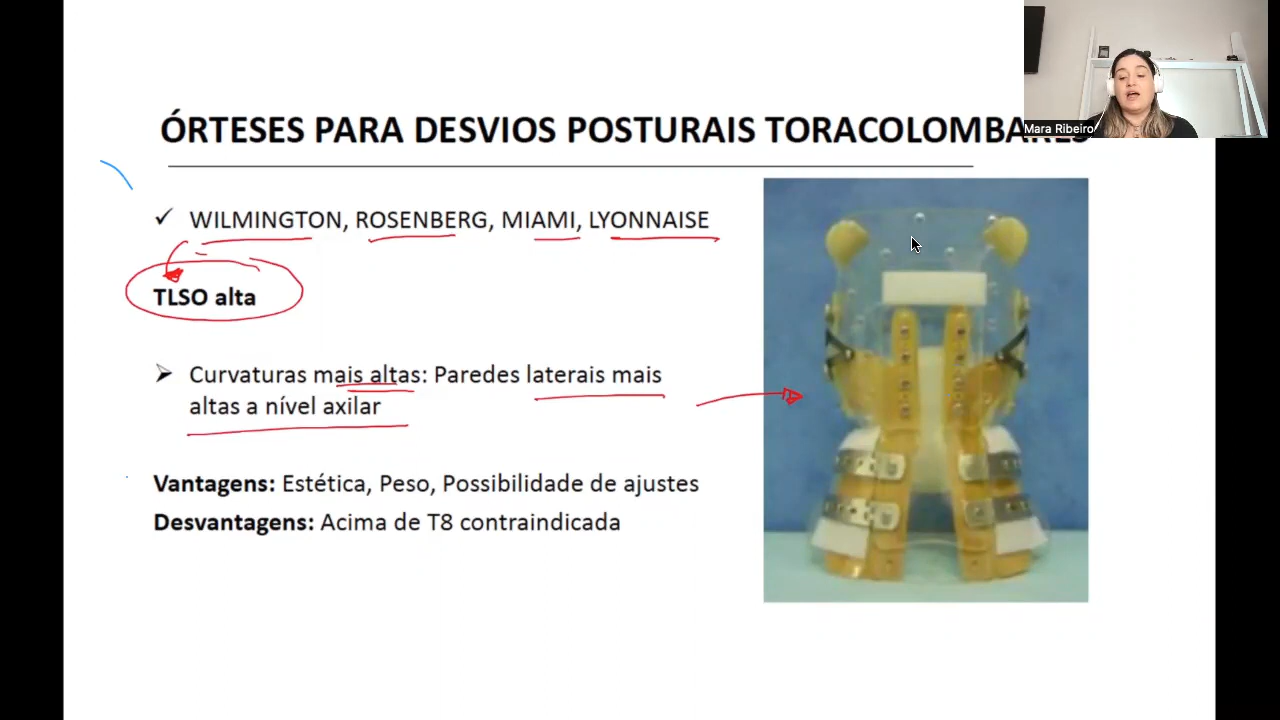 ÓRTESES PARA DESVIOS POSTURAIS TORACOLOMBARES
Mara Ribeiro
✓ WILMINGTON, ROSENBERG, MIAMI, LYONNAISE
TLSO alta
➢ Curvaturas mais altas: Paredes laterais mais
altas a nível axilar
Vantagens: Estética, Peso, Possibilidade de ajustes
Desvantagens: Acima de T8 contraindicada